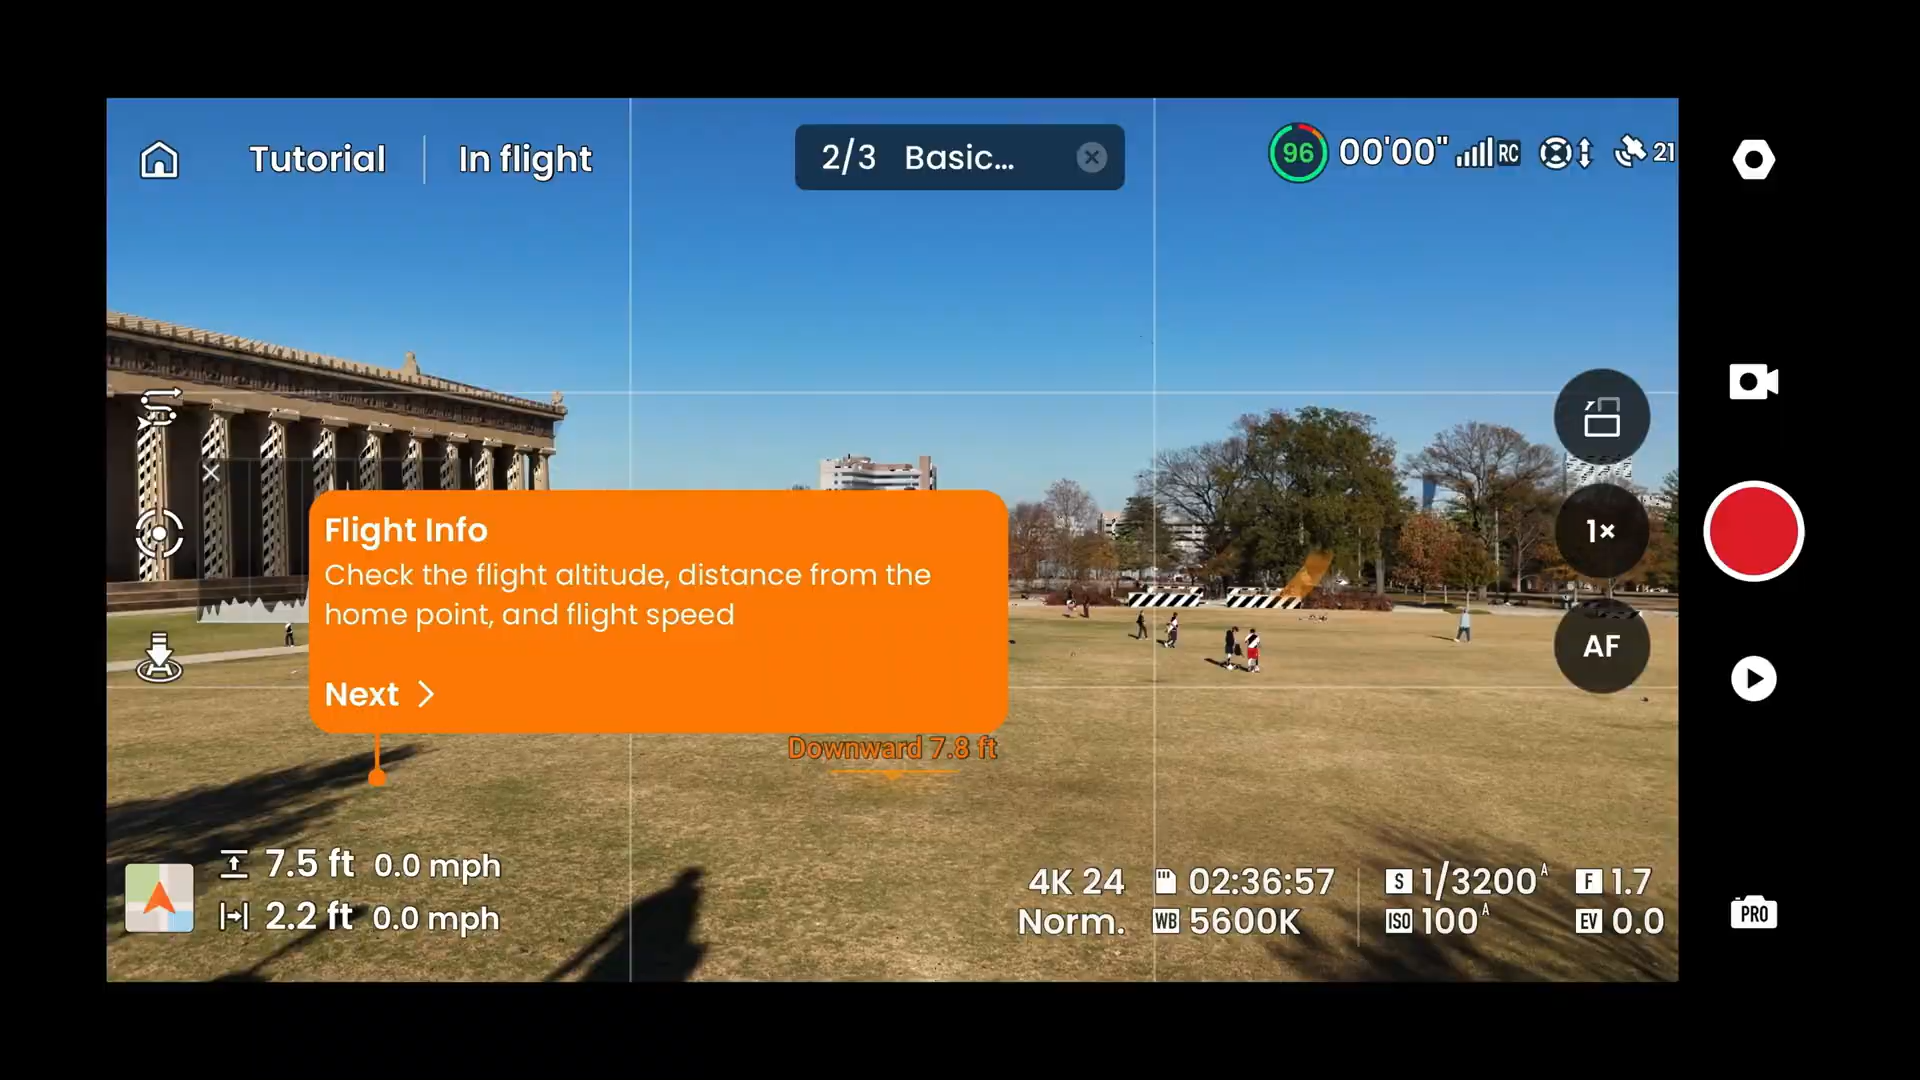 Tutorial
In flight
2/3 Basic...
96
00'00"
RC
21
Flight Info
Check the flight altitude, distance from the
home point, and flight speed
Next
1×
AF
Downward 7.8 ft
7.5 ft 0.0 mph
2.2 ft 0.0 mph
4K 24 02:36:57 S 1/3200 A F 1.7
Norm. WB 5600K ISO 100 A EV 0.0
PRO